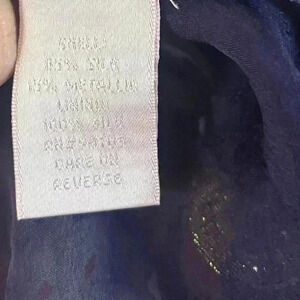 SHELL:
85% SILK
15% METALLIC
LINING:
100% SILK
CARE ON
REVERSE